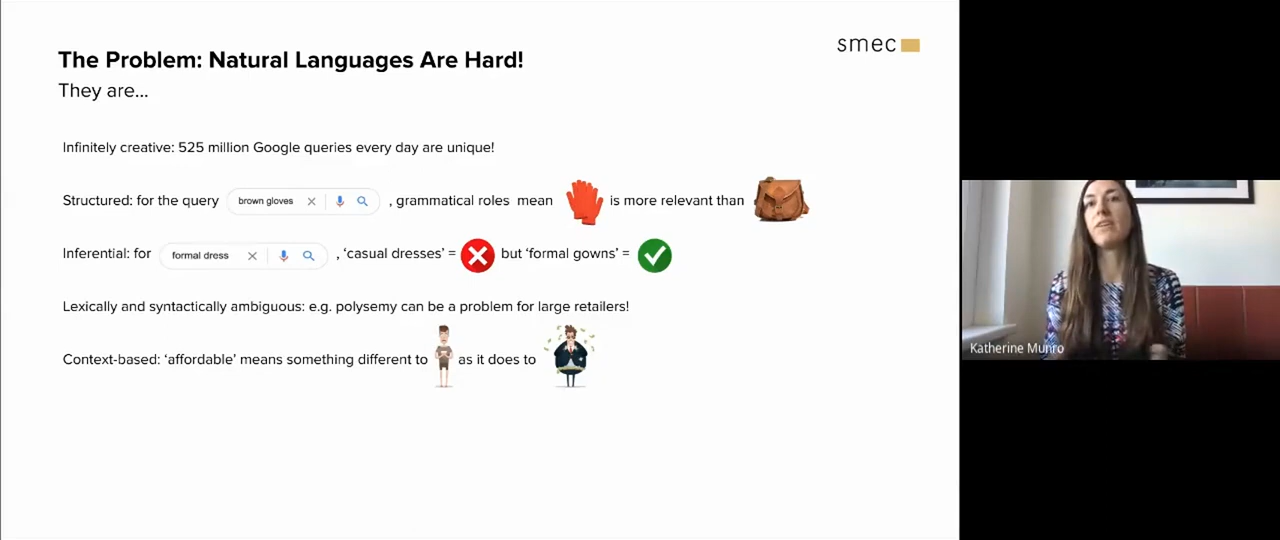 The Problem: Natural Languages Are Hard!
smec
They are...
Infinitely creative: 525 million Google queries every day are unique!
Structured: for the query brown gloves , grammatical roles mean is more relevant than
Inferential: for formal dress , ‘casual dresses’ = but ‘formal gowns’ =
Lexically and syntactically ambiguous: e.g. polysemy can be a problem for large retailers!
Context-based: ‘affordable’ means something different to as it does to
Katherine Munro